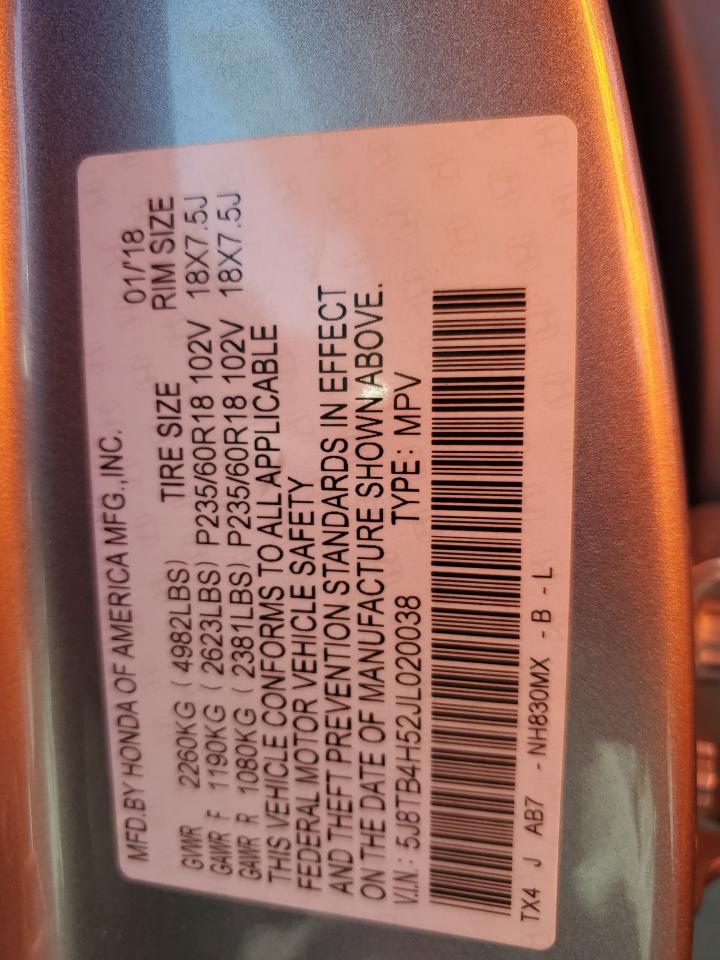 MFD.BY HONDA OF AMERICA MFG.,INC. 01/'18
TIRE SIZE RIM SIZE
GVWR 2260KG ( 4982LBS)
GAWR F 1190KG ( 2623LBS) P235/60R18 102V 18X7.5J
GAWR R 1080KG ( 2381LBS) P235/60R18 102V 18X7.5J
THIS VEHICLE CONFORMS TO ALL APPLICABLE
FEDERAL MOTOR VEHICLE SAFETY
AND THEFT PREVENTION STANDARDS IN EFFECT
ON THE DATE OF MANUFACTURE SHOWN ABOVE.
V.I.N.: 5J8TB4H52JL020038 TYPE: MPV
TX4 J AB7 - NH830MX - B - L